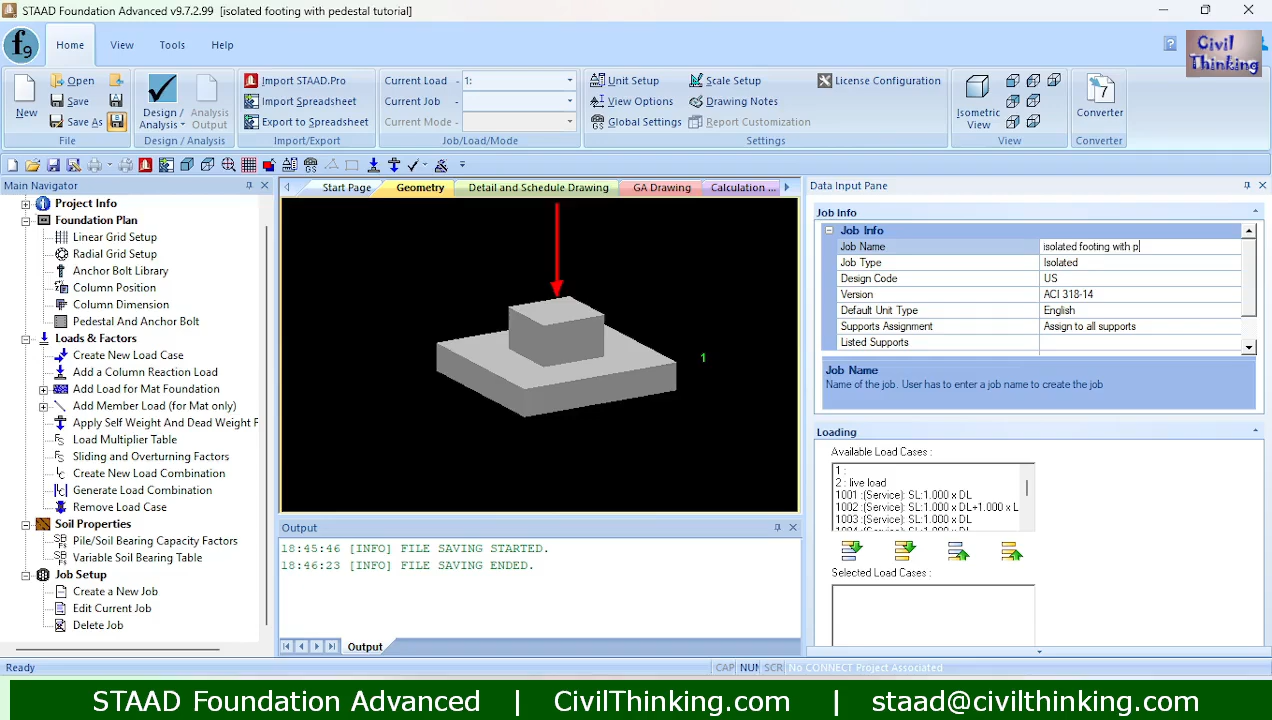 STAAD Foundation Advanced v9.7.2.99 [isolated footing with pedestal tutorial]
Home View Tools Help
Civil Thinking
New Open Save Save As
File
Design / Analysis Analysis Output
Design / Analysis
Import STAAD.Pro
Import Spreadsheet
Export to Spreadsheet
Import/Export
Current Load - 1:
Current Job -
Current Mode -
Job/Load/Mode
Unit Setup Scale Setup License Configuration
View Options Drawing Notes
Global Settings Report Customization
Settings
Isometric View
View
Converter
Converter
Main Navigator
Project Info
Foundation Plan
Linear Grid Setup
Radial Grid Setup
Anchor Bolt Library
Column Position
Column Dimension
Pedestal And Anchor Bolt
Loads & Factors
Create New Load Case
Add a Column Reaction Load
Add Load for Mat Foundation
Add Member Load (for Mat only)
Apply Self Weight And Dead Weight F
Load Multiplier Table
Sliding and Overturning Factors
Create New Load Combination
Generate Load Combination
Remove Load Case
Soil Properties
Pile/Soil Bearing Capacity Factors
Variable Soil Bearing Table
Job Setup
Create a New Job
Edit Current Job
Delete Job
Start Page Geometry Detail and Schedule Drawing GA Drawing Calculation ...
1
Output
18:45:46 [INFO] FILE SAVING STARTED.
18:46:23 [INFO] FILE SAVING ENDED.
Output
Data Input Pane
Job Info
Job Info
Job Name isolated footing with p
Job Type Isolated
Design Code US
Version ACI 318-14
Default Unit Type English
Supports Assignment Assign to all supports
Listed Supports
Job Name
Name of the job. User has to enter a job name to create the job
Loading
Available Load Cases :
1 :
2 : live load
1001 :(Service): SL:1.000 x DL
1002 :(Service): SL:1.000 x DL+1.000 x L
1003 :(Service): SL:1.000 x DL
Selected Load Cases :
Ready CAP NUM SCR No CONNECT Project Associated
STAAD Foundation Advanced | CivilThinking.com | staad@civilthinking.com